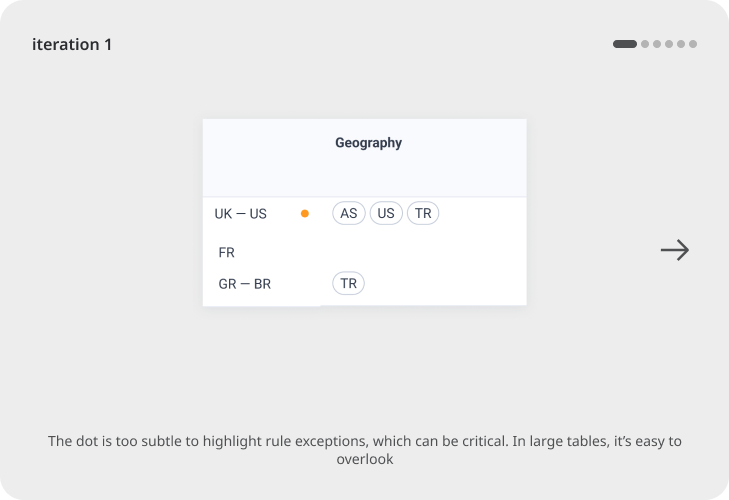 iteration 1
Geography
UK — US AS US TR
FR
GR — BR TR
The dot is too subtle to highlight rule exceptions, which can be critical. In large tables, it’s easy to
overlook